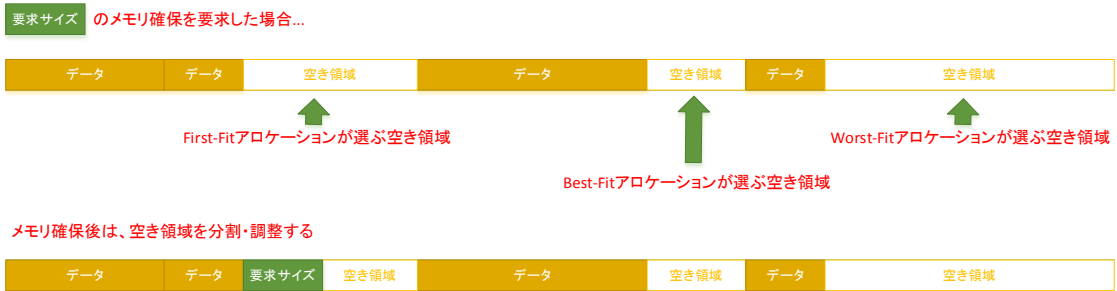 要求サイズ のメモリ確保を要求した場合...
データ データ 空き領域 データ 空き領域 データ 空き領域
First-Fitアロケーションが選ぶ空き領域 Worst-Fitアロケーションが選ぶ空き領域
Best-Fitアロケーションが選ぶ空き領域
メモリ確保後は、空き領域を分割・調整する
データ データ 要求サイズ 空き領域 データ 空き領域 データ 空き領域